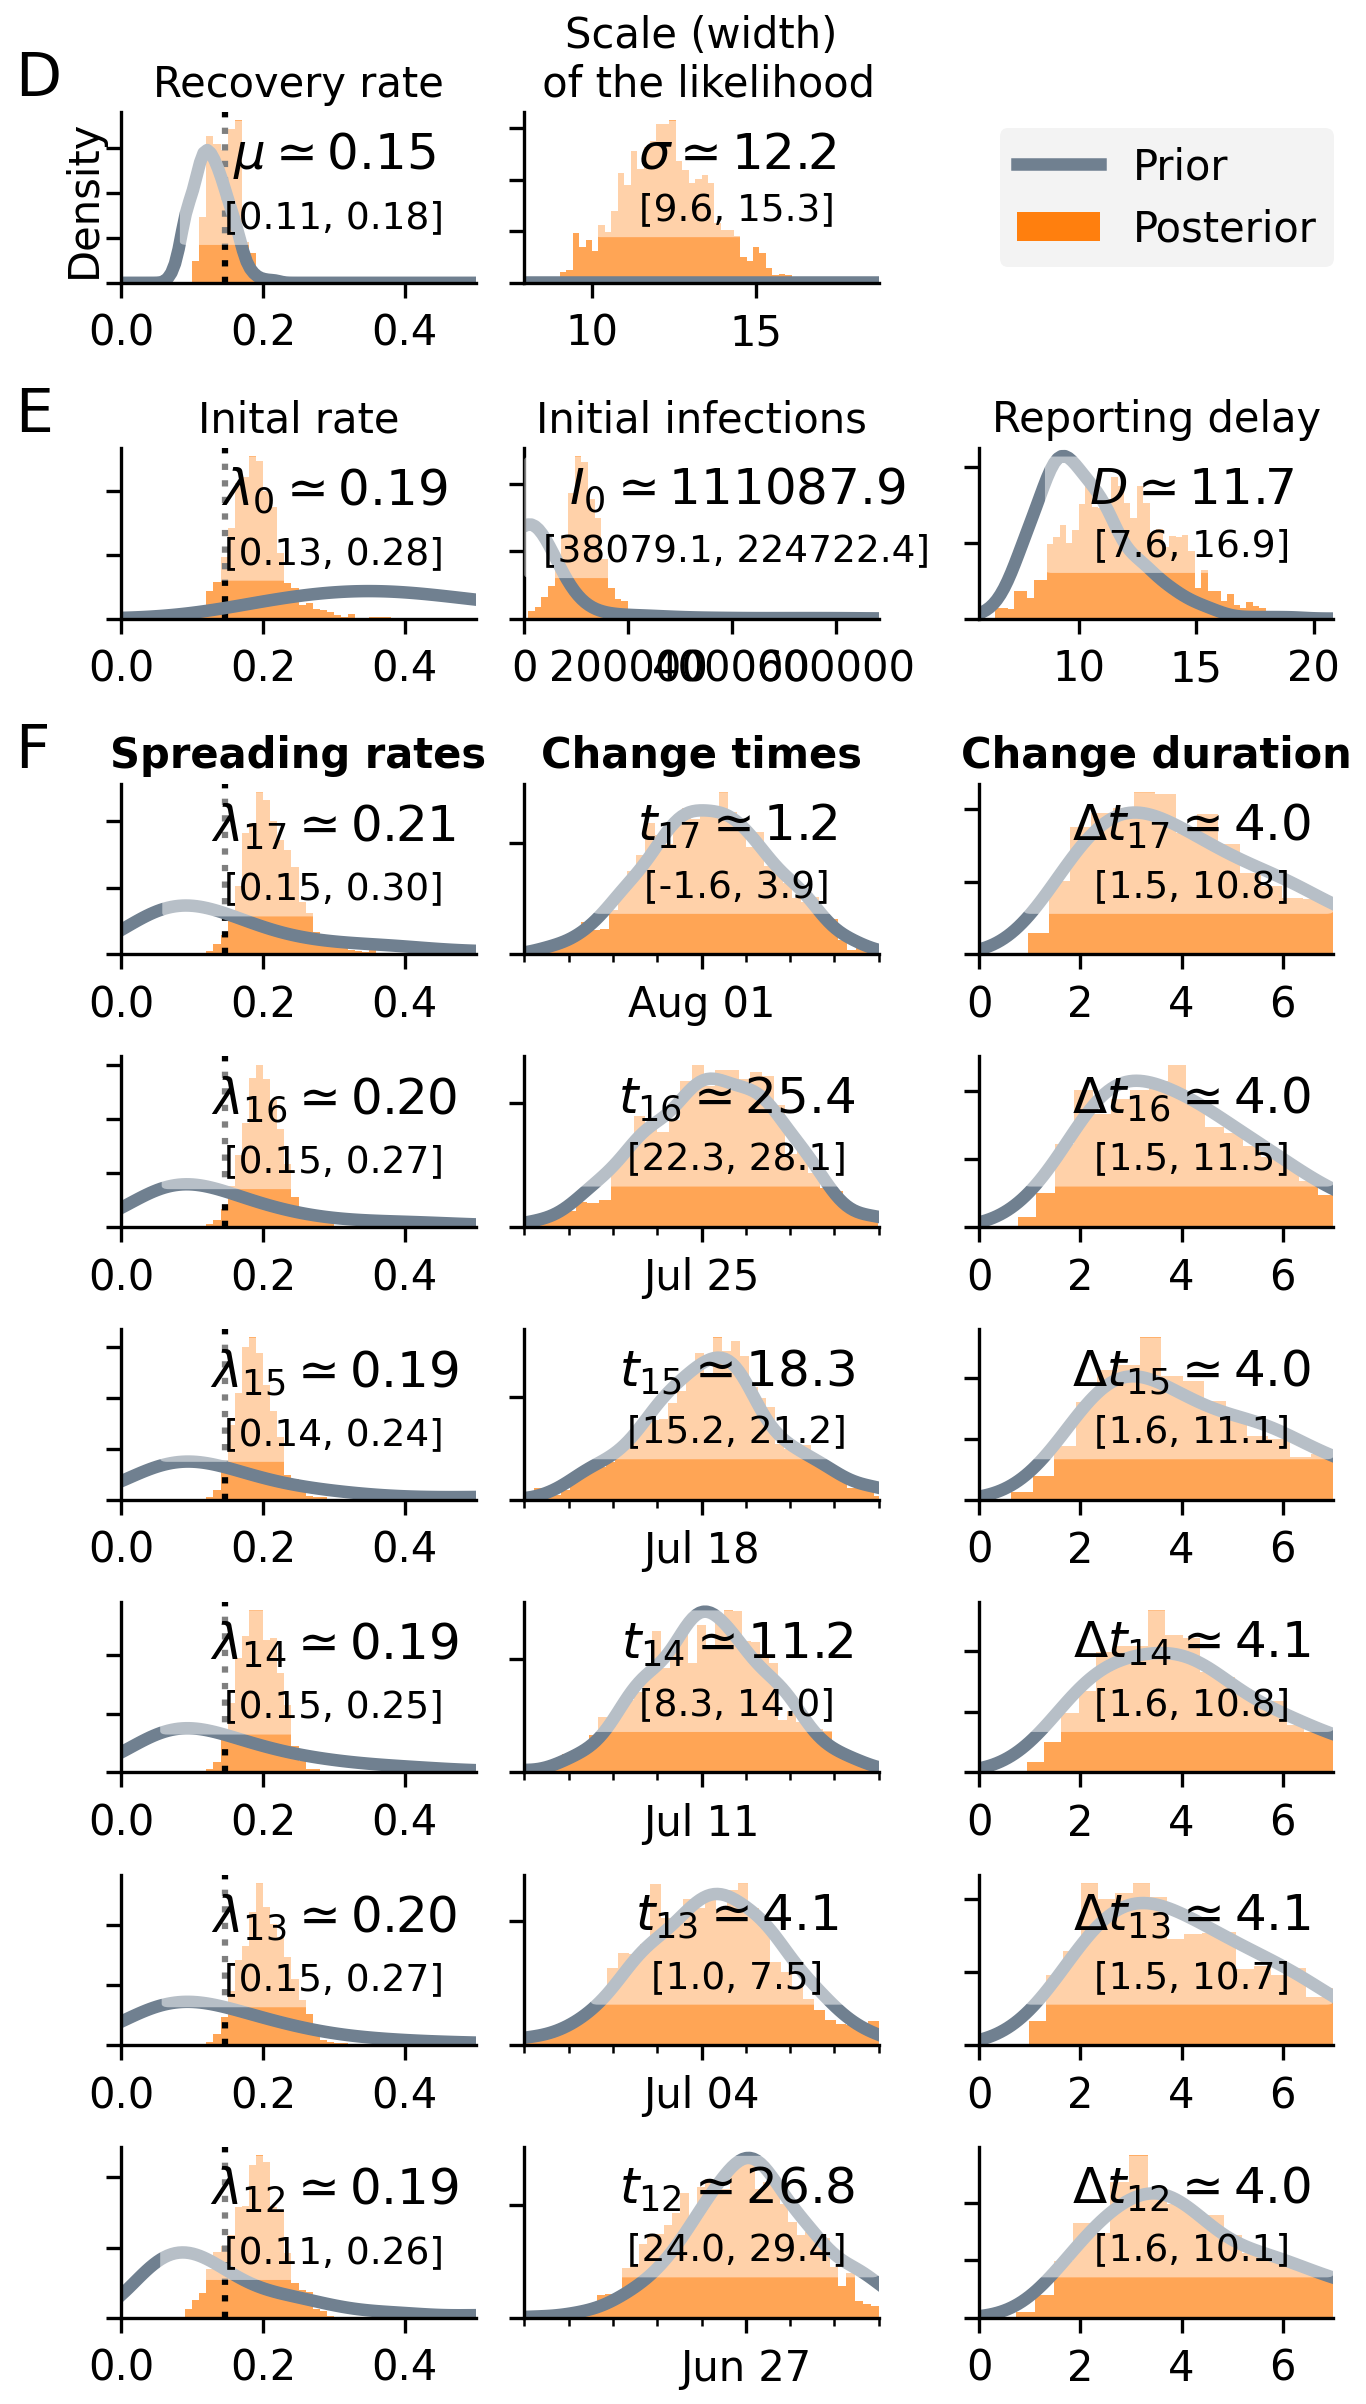 D
Recovery rate
Scale (width)
of the likelihood
Density
μ ≃ 0.15
[0.11, 0.18]
0.0 0.2 0.4
σ ≃ 12.2
[9.6, 15.3]
10 15
Prior
Posterior
E
Inital rate
λ0 ≃ 0.19
[0.13, 0.28]
0.0 0.2 0.4
Initial infections
I0 ≃ 111087.9
[38079.1, 224722.4]
0 200000 400000 600000
Reporting delay
D ≃ 11.7
[7.6, 16.9]
10 15 20
F
Spreading rates Change times Change duration
λ17 ≃ 0.21
[0.15, 0.30]
0.0 0.2 0.4
t17 ≃ 1.2
[-1.6, 3.9]
Aug 01
Δt17 ≃ 4.0
[1.5, 10.8]
0 2 4 6
λ16 ≃ 0.20
[0.15, 0.27]
0.0 0.2 0.4
t16 ≃ 25.4
[22.3, 28.1]
Jul 25
Δt16 ≃ 4.0
[1.5, 11.5]
0 2 4 6
λ15 ≃ 0.19
[0.14, 0.24]
0.0 0.2 0.4
t15 ≃ 18.3
[15.2, 21.2]
Jul 18
Δt15 ≃ 4.0
[1.6, 11.1]
0 2 4 6
λ14 ≃ 0.19
[0.15, 0.25]
0.0 0.2 0.4
t14 ≃ 11.2
[8.3, 14.0]
Jul 11
Δt14 ≃ 4.1
[1.6, 10.8]
0 2 4 6
λ13 ≃ 0.20
[0.15, 0.27]
0.0 0.2 0.4
t13 ≃ 4.1
[1.0, 7.5]
Jul 04
Δt13 ≃ 4.1
[1.5, 10.7]
0 2 4 6
λ12 ≃ 0.19
[0.11, 0.26]
0.0 0.2 0.4
t12 ≃ 26.8
[24.0, 29.4]
Jun 27
Δt12 ≃ 4.0
[1.6, 10.1]
0 2 4 6